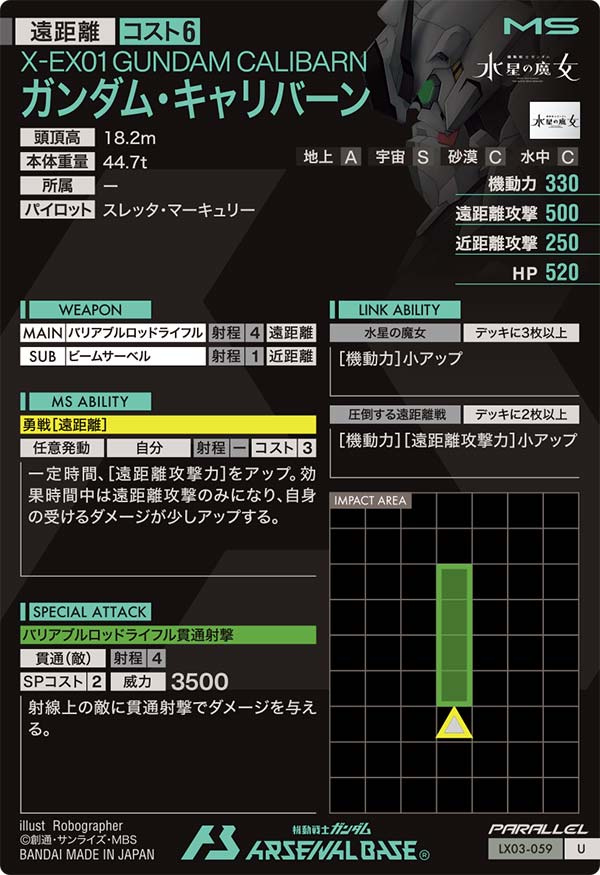 遠距離 コスト6
MS
X-EX01 GUNDAM CALIBARN
ガンダム・キャリバーン
機動戦士ガンダム
水星の魔女
水星の魔女
頭頂高 18.2m
本体重量 44.7t
所属 ー
パイロット スレッタ・マーキュリー
地上 A 宇宙 S 砂漠 C 水中 C
機動力 330
遠距離攻撃 500
近距離攻撃 250
HP 520
WEAPON
MAIN バリアブルロッドライフル 射程 4 遠距離
SUB ビームサーベル 射程 1 近距離
MS ABILITY
勇戦[遠距離]
任意発動 自分 射程 ー コスト 3
一定時間、[遠距離攻撃力]をアップ。効
果時間中は遠距離攻撃のみになり、自身
の受けるダメージが少しアップする。
SPECIAL ATTACK
バリアブルロッドライフル貫通射撃
貫通(敵) 射程 4
SPコスト 2 威力 3500
射線上の敵に貫通射撃でダメージを与え
る。
LINK ABILITY
水星の魔女 デッキに3枚以上
[機動力]小アップ
圧倒する遠距離戦 デッキに2枚以上
[機動力][遠距離攻撃力]小アップ
IMPACT AREA
illust Robographer
©創通・サンライズ・MBS
BANDAI MADE IN JAPAN
機動戦士ガンダム
AB ARSENAL BASE®
PARALLEL
LX03-059 U